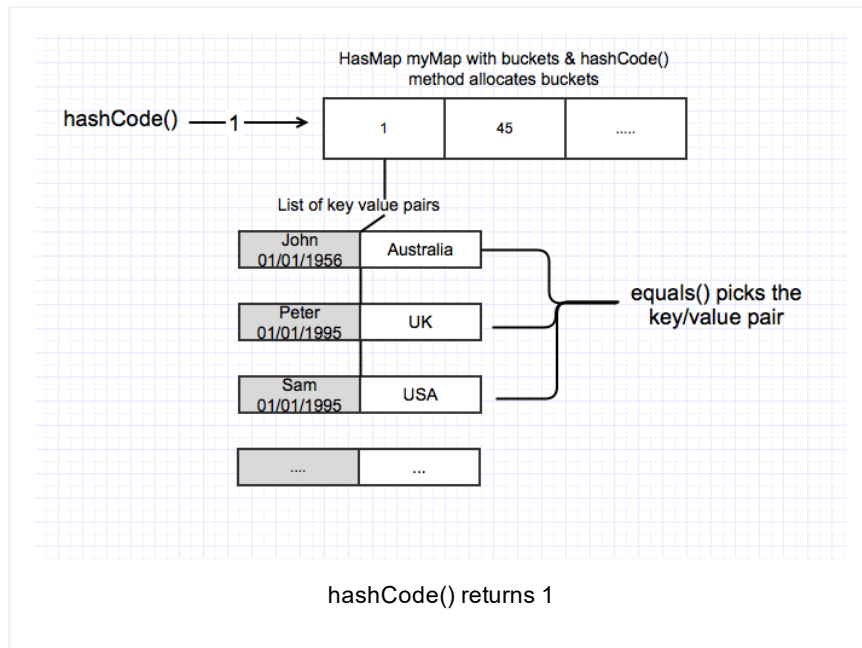 HasMap myMap with buckets & hashCode()
method allocates buckets
hashCode()
1
1
45
.....
List of key value pairs
John
01/01/1956
Australia
Peter
01/01/1995
UK
Sam
01/01/1995
USA
....
...
equals() picks the
key/value pair
hashCode() returns 1